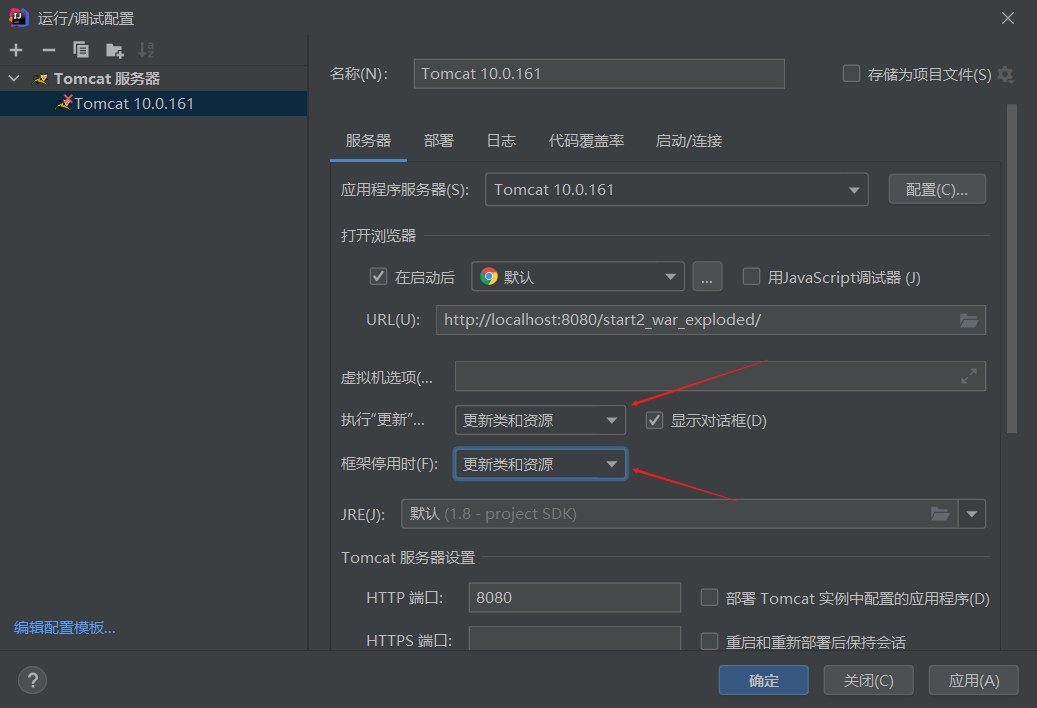 运行/调试配置
Tomcat 服务器
Tomcat 10.0.161
名称(N):
Tomcat 10.0.161
存储为项目文件(S)
服务器 部署 日志 代码覆盖率 启动/连接
应用程序服务器(S): Tomcat 10.0.161 配置(C)...
打开浏览器
在启动后 默认 ... 用JavaScript调试器 (J)
URL(U): http://localhost:8080/start2_war_exploded/
虚拟机选项(...
执行“更新”... 更新类和资源 显示对话框(D)
框架停用时(F): 更新类和资源
JRE(J): 默认 (1.8 - project SDK)
Tomcat 服务器设置
HTTP 端口: 8080 部署 Tomcat 实例中配置的应用程序(D)
HTTPS 端口: 重启和重新部署后保持会话
编辑配置模板...
? 确定 关闭(C) 应用(A)